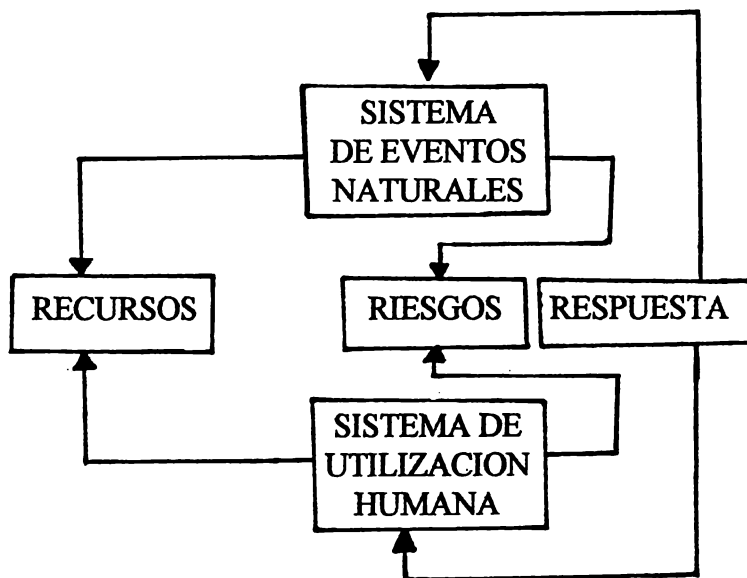 SISTEMA
DE EVENTOS
NATURALES
RECURSOS
RIESGOS
RESPUESTA
SISTEMA DE
UTILIZACION
HUMANA